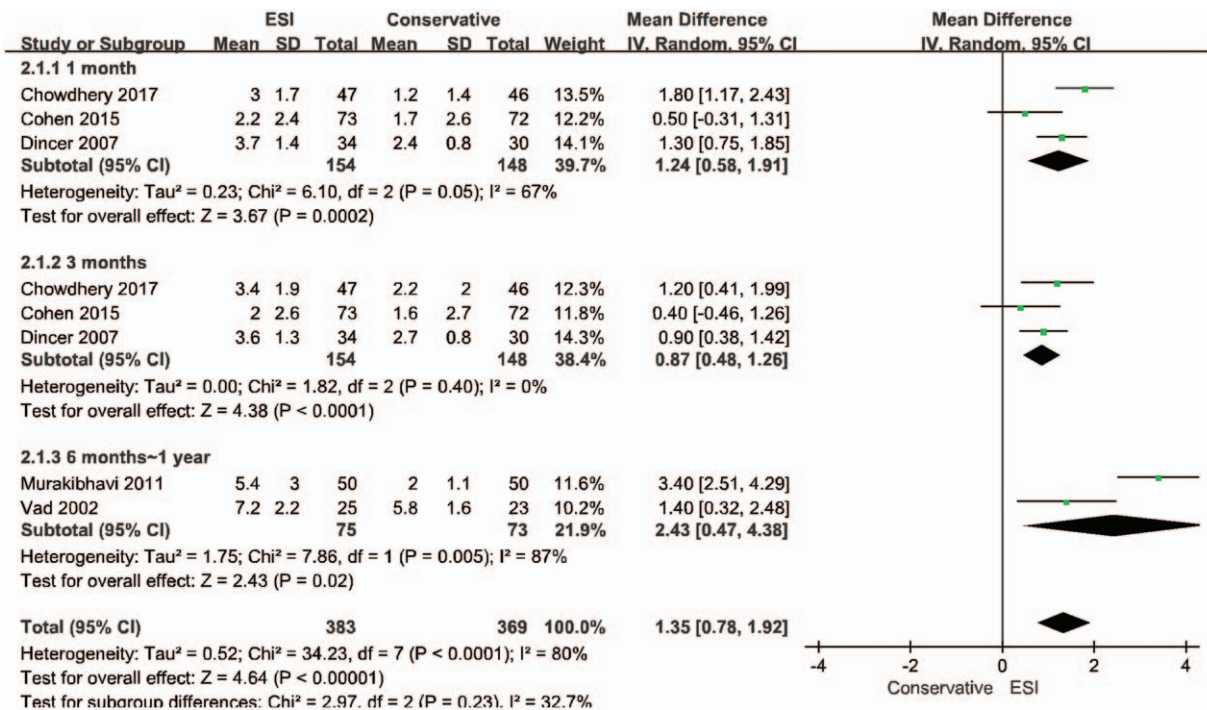 ESI Conservative Mean Difference Mean Difference
Study or Subgroup Mean SD Total Mean SD Total Weight IV, Random, 95% CI IV, Random, 95% CI
2.1.1 1 month
Chowdhery 2017 3 1.7 47 1.2 1.4 46 13.5% 1.80 [1.17, 2.43]
Cohen 2015 2.2 2.4 73 1.7 2.6 72 12.2% 0.50 [-0.31, 1.31]
Dincer 2007 3.7 1.4 34 2.4 0.8 30 14.1% 1.30 [0.75, 1.85]
Subtotal (95% CI) 154 148 39.7% 1.24 [0.58, 1.91]
Heterogeneity: Tau² = 0.23; Chi² = 6.10, df = 2 (P = 0.05); I² = 67%
Test for overall effect: Z = 3.67 (P = 0.0002)
2.1.2 3 months
Chowdhery 2017 3.4 1.9 47 2.2 2 46 12.3% 1.20 [0.41, 1.99]
Cohen 2015 2 2.6 73 1.6 2.7 72 11.8% 0.40 [-0.46, 1.26]
Dincer 2007 3.6 1.3 34 2.7 0.8 30 14.3% 0.90 [0.38, 1.42]
Subtotal (95% CI) 154 148 38.4% 0.87 [0.48, 1.26]
Heterogeneity: Tau² = 0.00; Chi² = 1.82, df = 2 (P = 0.40); I² = 0%
Test for overall effect: Z = 4.38 (P < 0.0001)
2.1.3 6 months~1 year
Murakibhavi 2011 5.4 3 50 2 1.1 50 11.6% 3.40 [2.51, 4.29]
Vad 2002 7.2 2.2 25 5.8 1.6 23 10.2% 1.40 [0.32, 2.48]
Subtotal (95% CI) 75 73 21.9% 2.43 [0.47, 4.38]
Heterogeneity: Tau² = 1.75; Chi² = 7.86, df = 1 (P = 0.005); I² = 87%
Test for overall effect: Z = 2.43 (P = 0.02)
Total (95% CI) 383 369 100.0% 1.35 [0.78, 1.92]
Heterogeneity: Tau² = 0.52; Chi² = 34.23, df = 7 (P < 0.0001); I² = 80%
Test for overall effect: Z = 4.64 (P < 0.00001)
Test for subgroup differences: Chi² = 2.97, df = 2 (P = 0.23), I² = 32.7%
-4 -2 0 2 4
Conservative ESI